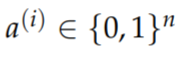 a⁽ⁱ⁾ ∈ {0,1}ⁿ